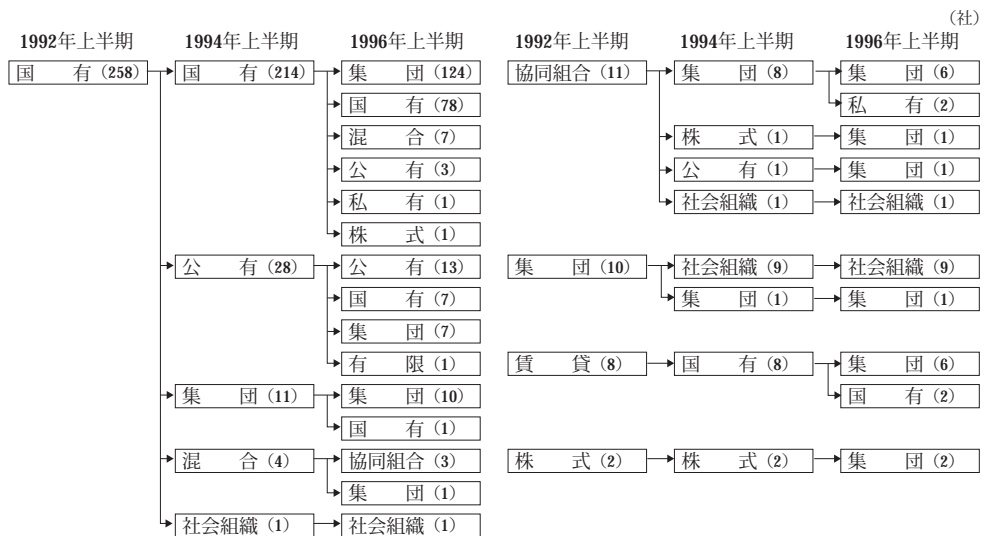 （社）
1992年上半期 1994年上半期 1996年上半期 1992年上半期 1994年上半期 1996年上半期
国　有（258） 国　有（214） 集　団（124） 協同組合（11） 集　団（8） 集　団（6）
国　有（78） 私　有（2）
混　合（7） 株　式（1） 集　団（1）
公　有（3） 公　有（1） 集　団（1）
私　有（1） 社会組織（1） 社会組織（1）
株　式（1）
公　有（28） 公　有（13） 集　団（10） 社会組織（9） 社会組織（9）
国　有（7） 集　団（1） 集　団（1）
集　団（7）
有　限（1） 賃　貸（8） 国　有（8） 集　団（6）
集　団（11） 集　団（10） 国　有（2）
国　有（1）
混　合（4） 協同組合（3） 株　式（2） 株　式（2） 集　団（2）
集　団（1）
社会組織（1） 社会組織（1）